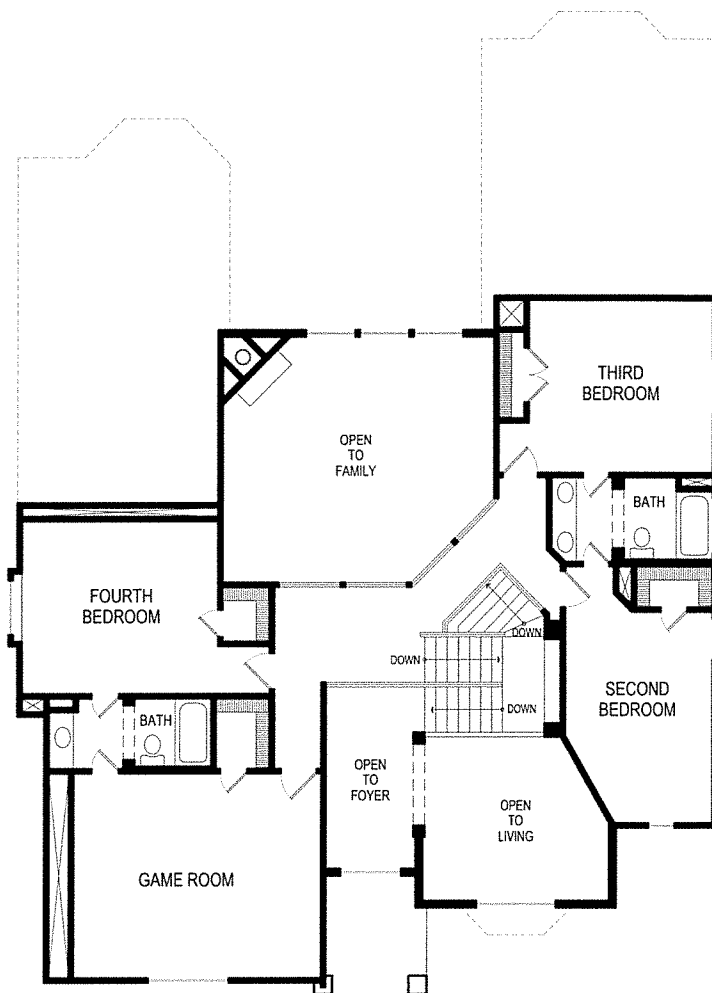 THIRD
BEDROOM
OPEN
TO
FAMILY
BATH
FOURTH
BEDROOM
DOWN
DOWN
SECOND
BEDROOM
DOWN
BATH
OPEN
TO
FOYER
OPEN
TO
LIVING
GAME ROOM